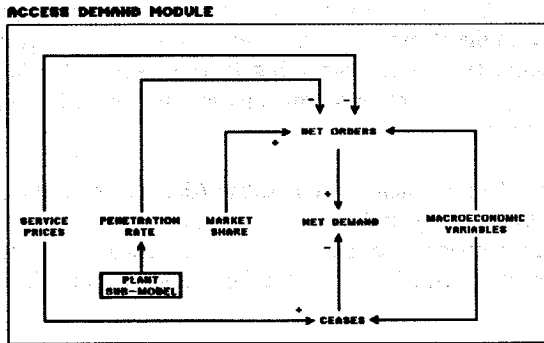 ACCESS DEMAND MODULE
-
-
NET ORDERS
+
+
SERVICE
PRICES
PENETRATION
RATE
MARKET
SHARE
NET DEMAND
MACROECONOMIC
VARIABLES
-
PLANT
SUB-MODEL
+
CEASES